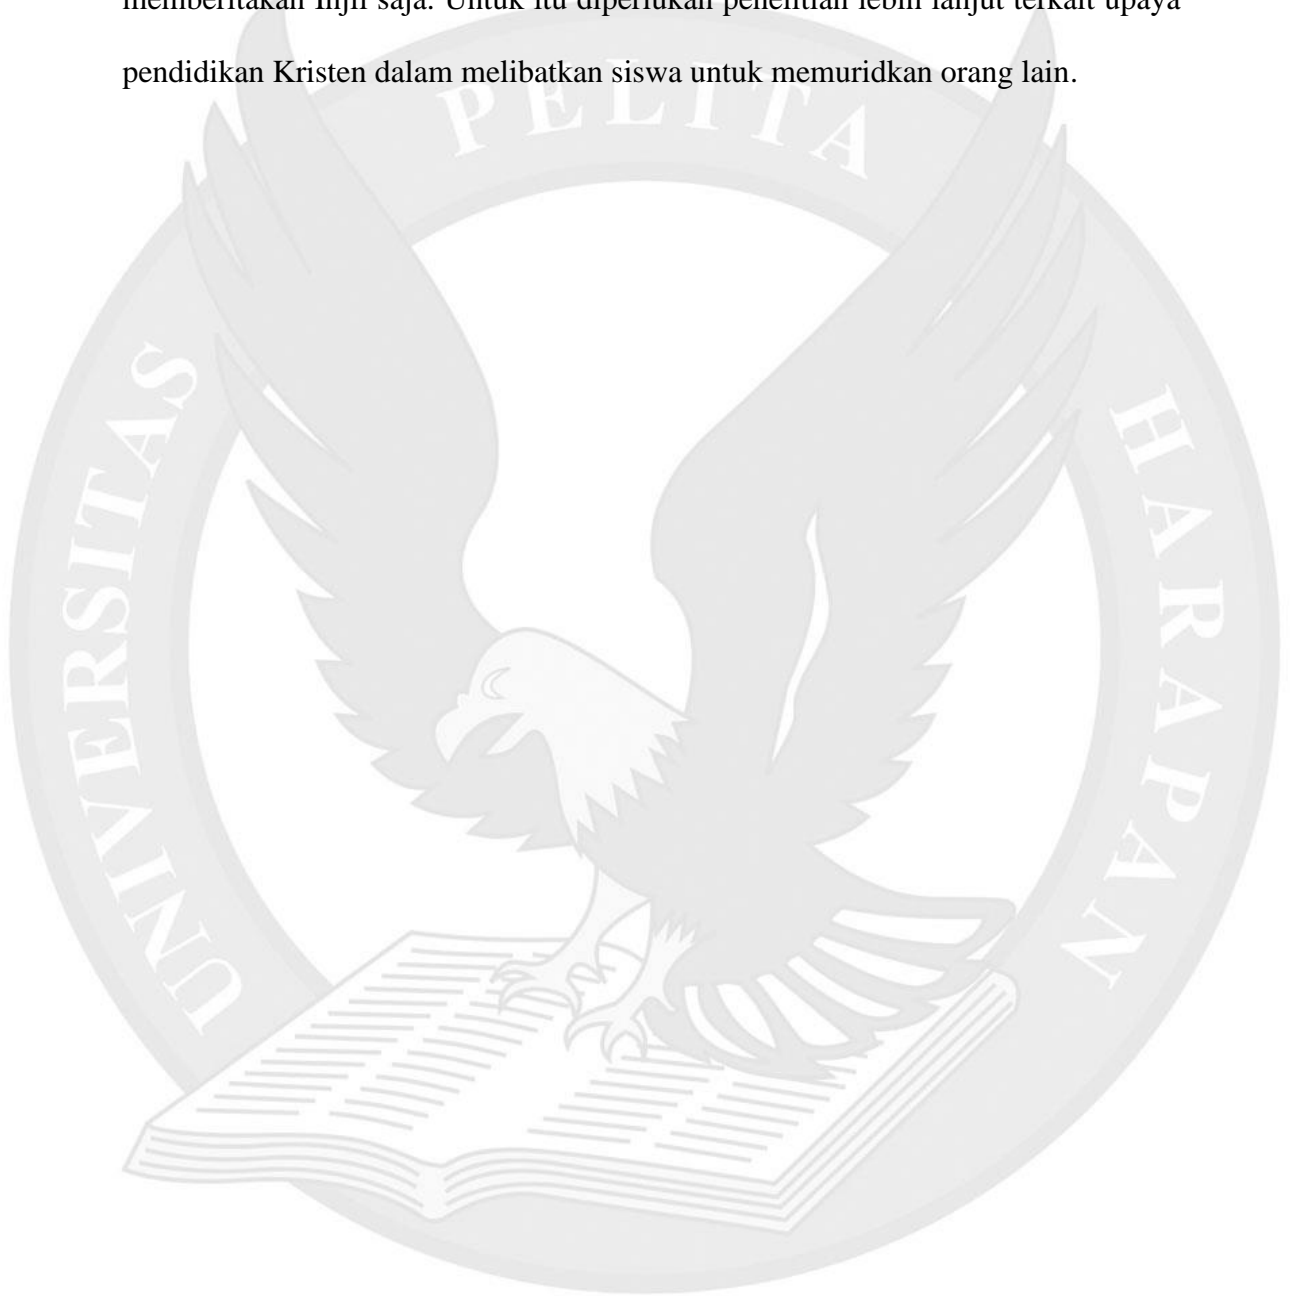 memberitakan Injil saja. Untuk itu diperlukan penelitian lebih lanjut terkait upaya
pendidikan Kristen dalam melibatkan siswa untuk memuridkan orang lain.
UNIVERSITAS PELITA HARAPAN